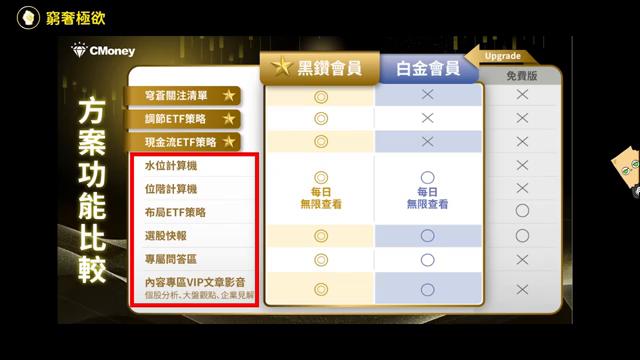 窮奢極欲
CMoney
方案功能比較
黑鑽會員
白金會員
Upgrade
免費版
穹蒼關注清單
◎
×
×
調節ETF策略
◎
×
×
現金流ETF策略
◎
×
×
水位計算機
×
位階計算機
◎
○
×
每日
無限查看
每日
無限查看
布局ETF策略
○
選股快報
◎
○
○
專屬問答區
◎
○
×
內容專區VIP文章影音
個股分析、大盤觀點、企業見解
◎
○
×